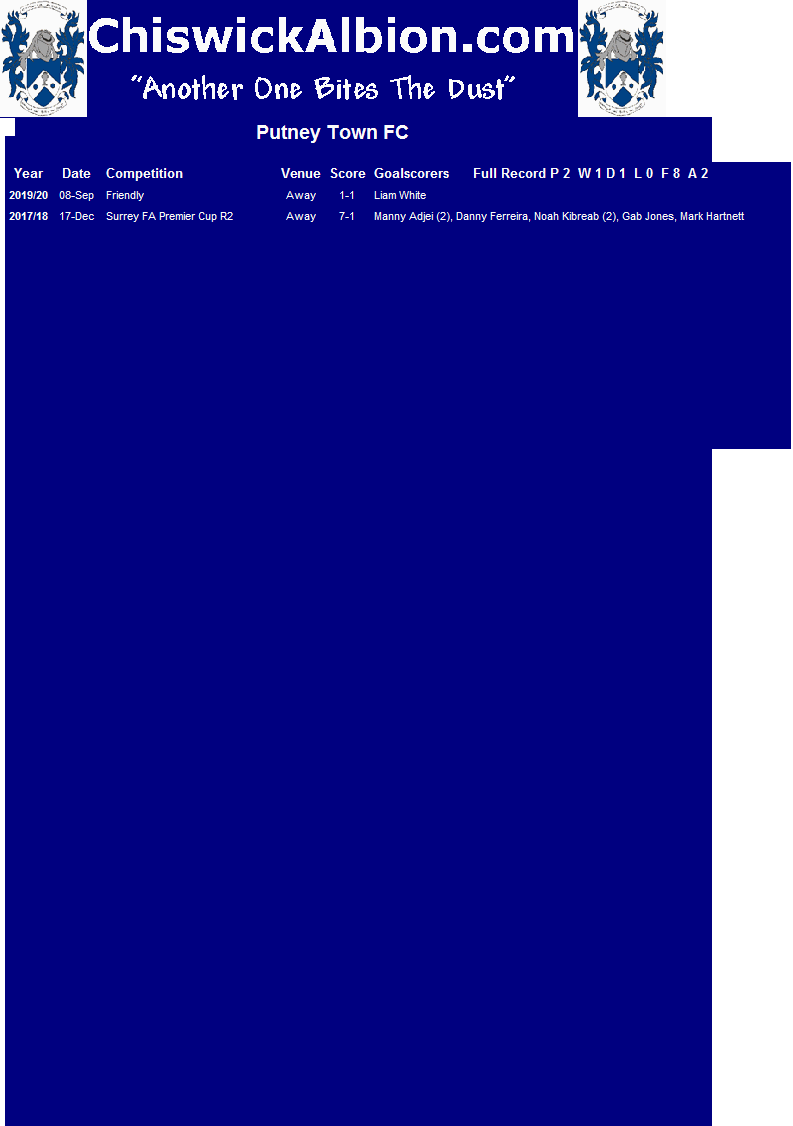 ChiswickAlbion.com
“Another One Bites The Dust”
Putney Town FC
Year Date Competition Venue Score Goalscorers Full Record P 2 W 1 D 1 L 0 F 8 A 2
2019/20 08-Sep Friendly Away 1-1 Liam White
2017/18 17-Dec Surrey FA Premier Cup R2 Away 7-1 Manny Adjei (2), Danny Ferreira, Noah Kibreab (2), Gab Jones, Mark Hartnett